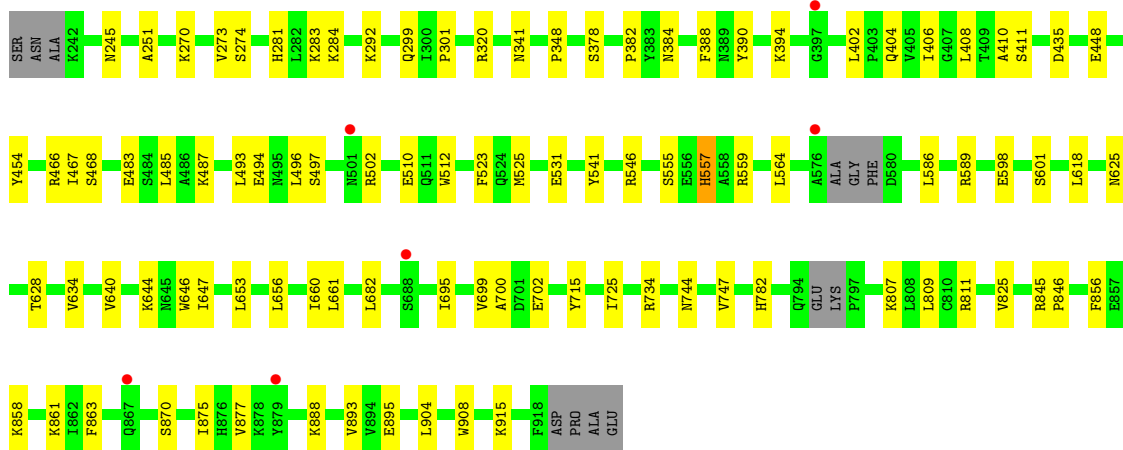 SER ASN ALA K242 N245 A251 K270 V273 S274 H281 L282 K283 K284 K292 Q299 I300 P301 R320 N341 P348 S378 P382 Y383 N384 F388 N389 Y390 K394 G397 L402 P403 Q404 V405 I406 G407 L408 T409 A410 S411 D435 E448
Y454 R466 I467 S468 E483 S484 L485 A486 K487 L493 E494 N495 L496 S497 N501 R502 E510 Q511 W512 F523 Q524 M525 E531 Y541 R546 S555 E556 H557 A558 R559 L564 A576 ALA GLY PHE D580 L586 R589 E598 S601 L618 N625
T628 V634 V640 K644 N645 W646 I647 L653 L656 I660 L661 L682 S688 I695 V699 A700 D701 E702 Y715 I725 R734 N744 V747 H782 Q794 GLU LYS P797 K807 L808 L809 C810 R811 V825 R845 P846 F856 E857
K858 K861 I862 F863 Q867 S870 I875 H876 V877 K878 Y879 K888 V893 V894 E895 L904 W908 K915 F918 ASP PRO ALA GLU